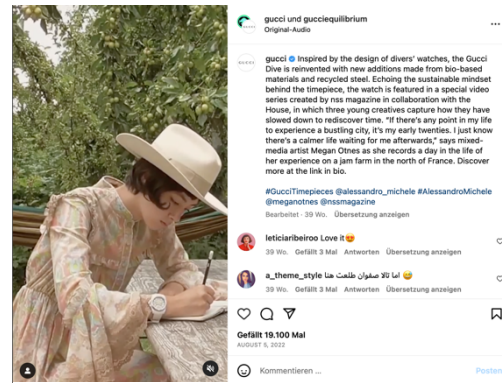 gucci und gucciequilibrium
Original-Audio
gucci Inspired by the design of divers' watches, the Gucci
Dive is reinvented with new additions made from bio-based
materials and recycled steel. Echoing the sustainable mindset
behind the timepiece, the watch is featured in a special video
series created by nss magazine in collaboration with the
House, in which three young creatives capture how they have
slowed down to rediscover time. "If there's any point in my life
to experience a bustling city, it's my early twenties. I just know
there's a calmer life waiting for me afterwards," says mixed-
media artist Megan Otnes as she records a day in the life of
her experience on a jam farm in the north of France. Discover
more at the link in bio.
#GucciTimepieces @alessandro_michele #AlessandroMichele
@meganotnes @nssmagazine
Bearbeitet · 39 Wo. Übersetzung anzeigen
leticiaribeiroo Love it😍
39 Wo. Gefällt 3 Mal Antworten Übersetzung anzeigen
a_theme_style اما تالا صفوان طلعت هنا 😅
39 Wo. Gefällt 3 Mal Antworten Übersetzung anzeigen
Gefällt 19.100 Mal
AUGUST 5, 2022
Kommentieren ...
Posten